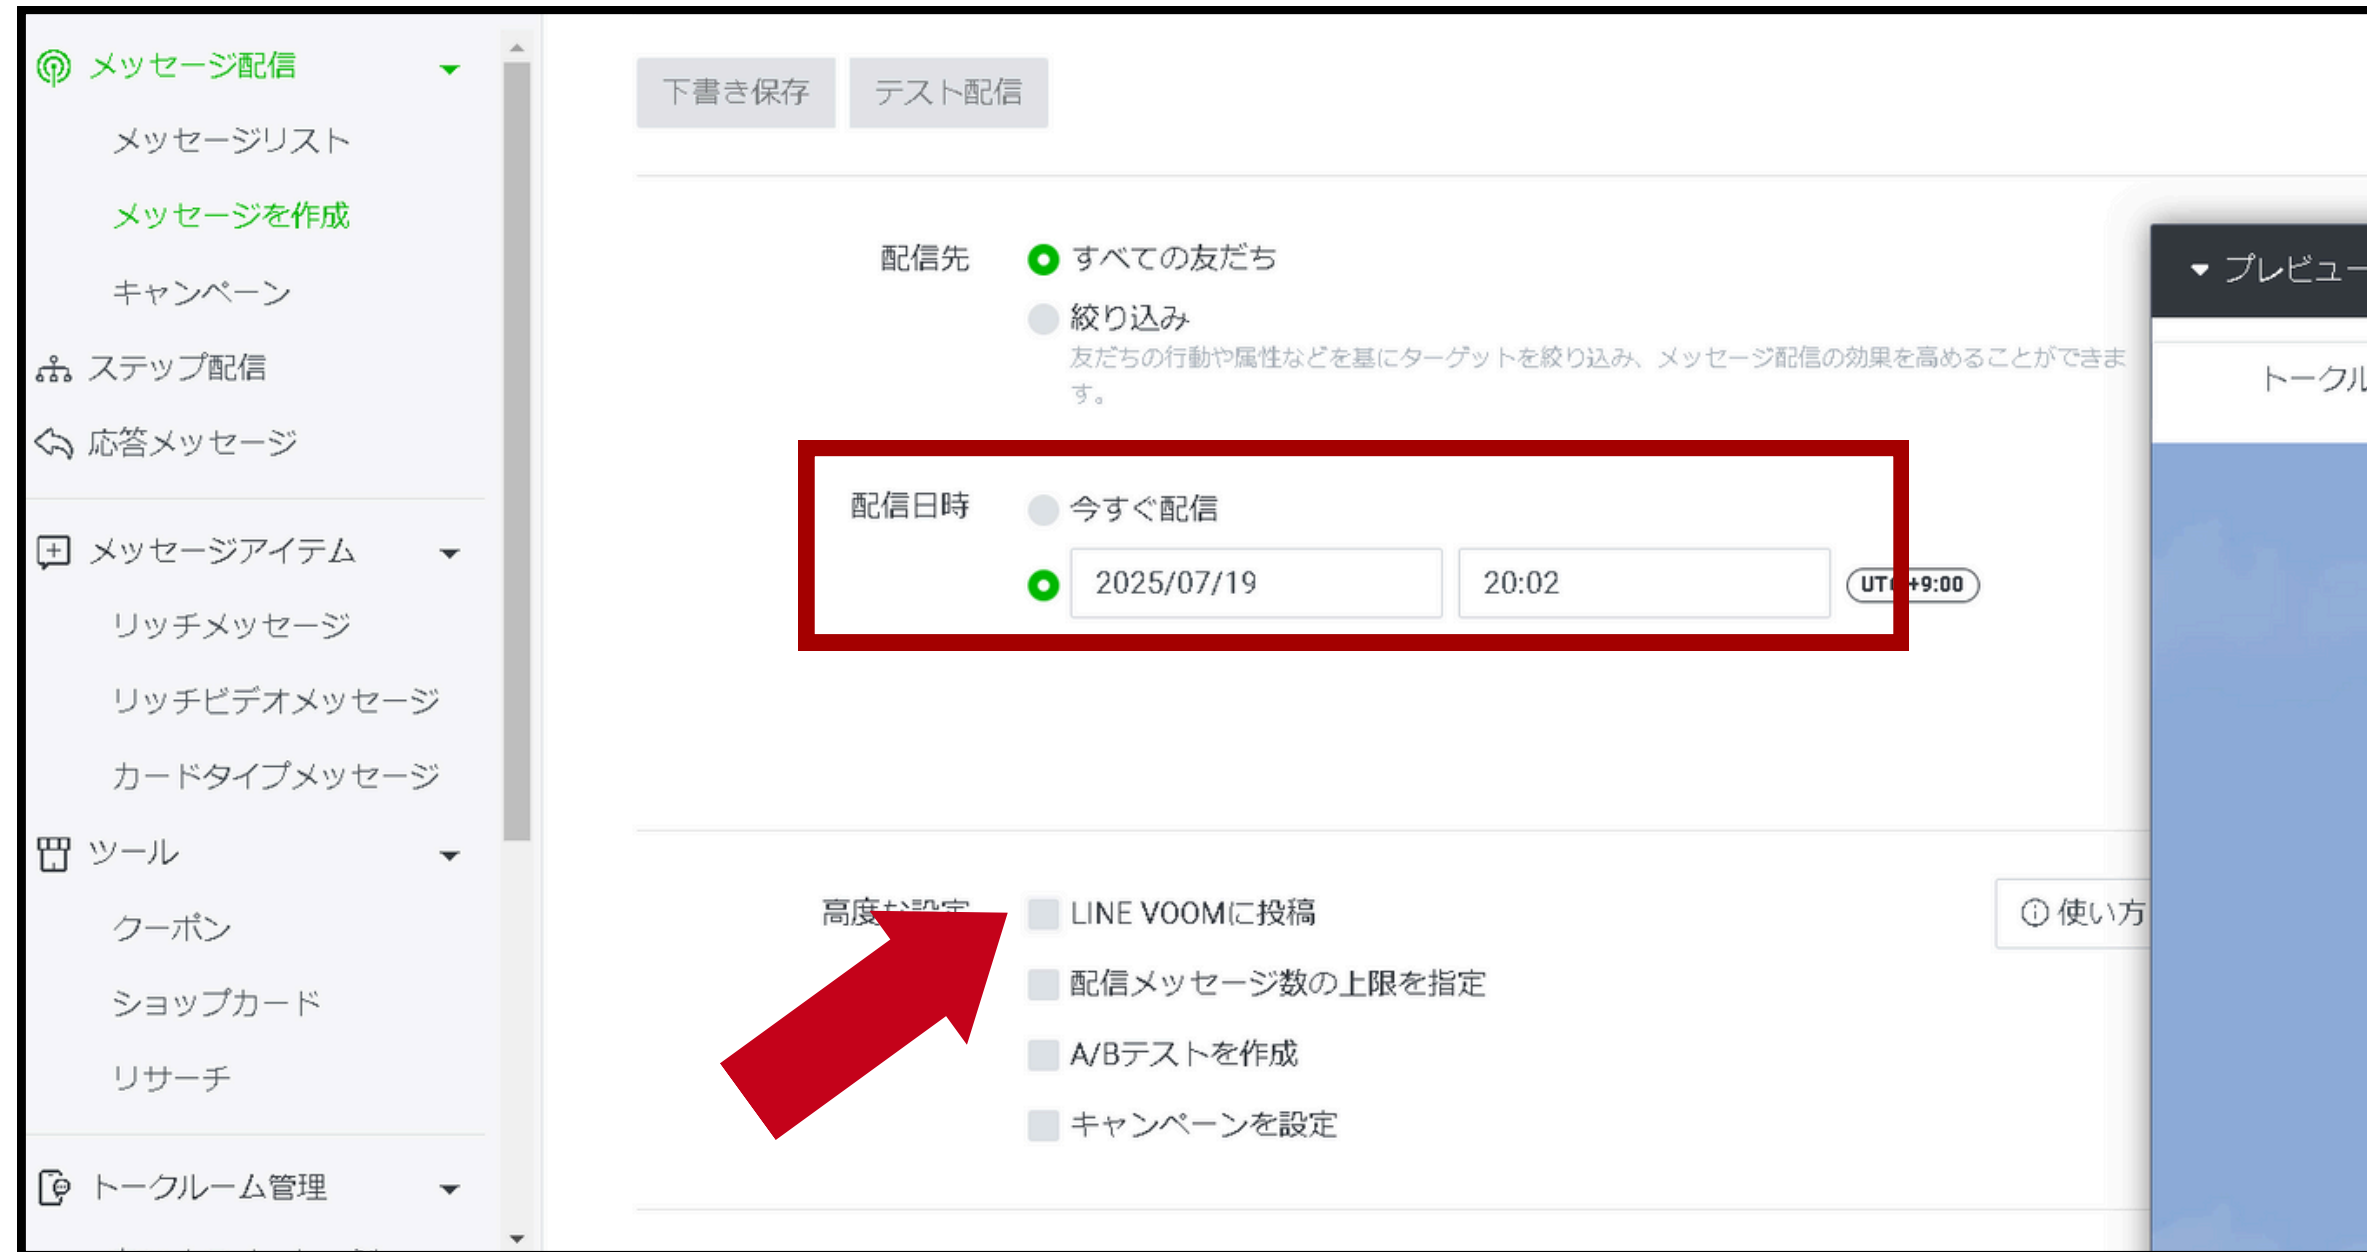 メッセージ配信
メッセージリスト
メッセージを作成
キャンペーン
ステップ配信
応答メッセージ
メッセージアイテム
リッチメッセージ
リッチビデオメッセージ
カードタイプメッセージ
ツール
クーポン
ショップカード
リサーチ
トークルーム管理
下書き保存
テスト配信
配信先
すべての友だち
絞り込み
友だちの行動や属性などを基にターゲットを絞り込み、メッセージ配信の効果を高めることができま
す。
配信日時
今すぐ配信
2025/07/19
20:02
+9:00
高度な設定
LINE VOOMに投稿
使い方
配信メッセージ数の上限を指定
A/Bテストを作成
キャンペーンを設定
プレビュー
トークル